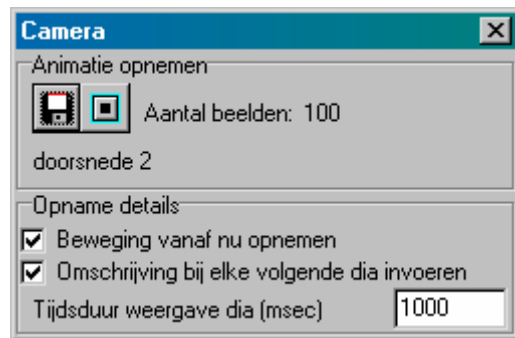 Camera
Animatie opnemen
Aantal beelden: 100
doorsnede 2
Opname details
Beweging vanaf nu opnemen
Omschrijving bij elke volgende dia invoeren
Tijdsduur weergave dia (msec) 1000